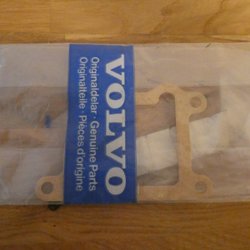 VOLVO
Originaldelar · Genuine Parts
Originalteile · Pièces d'origine